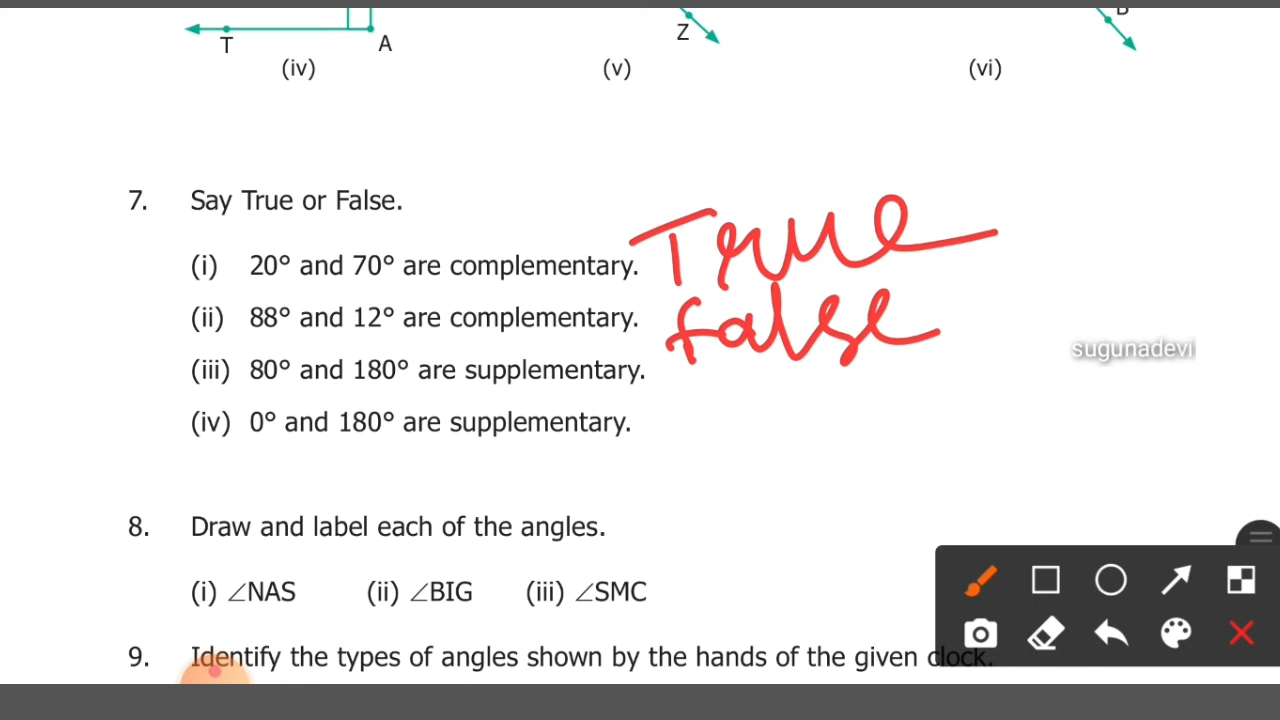 T A Z B
(iv) (v) (vi)
7. Say True or False.
(i) 20° and 70° are complementary. True
(ii) 88° and 12° are complementary. false
(iii) 80° and 180° are supplementary.
sugunadevi
(iv) 0° and 180° are supplementary.
8. Draw and label each of the angles.
(i) ∠NAS (ii) ∠BIG (iii) ∠SMC
9. Identify the types of angles shown by the hands of the given clock.